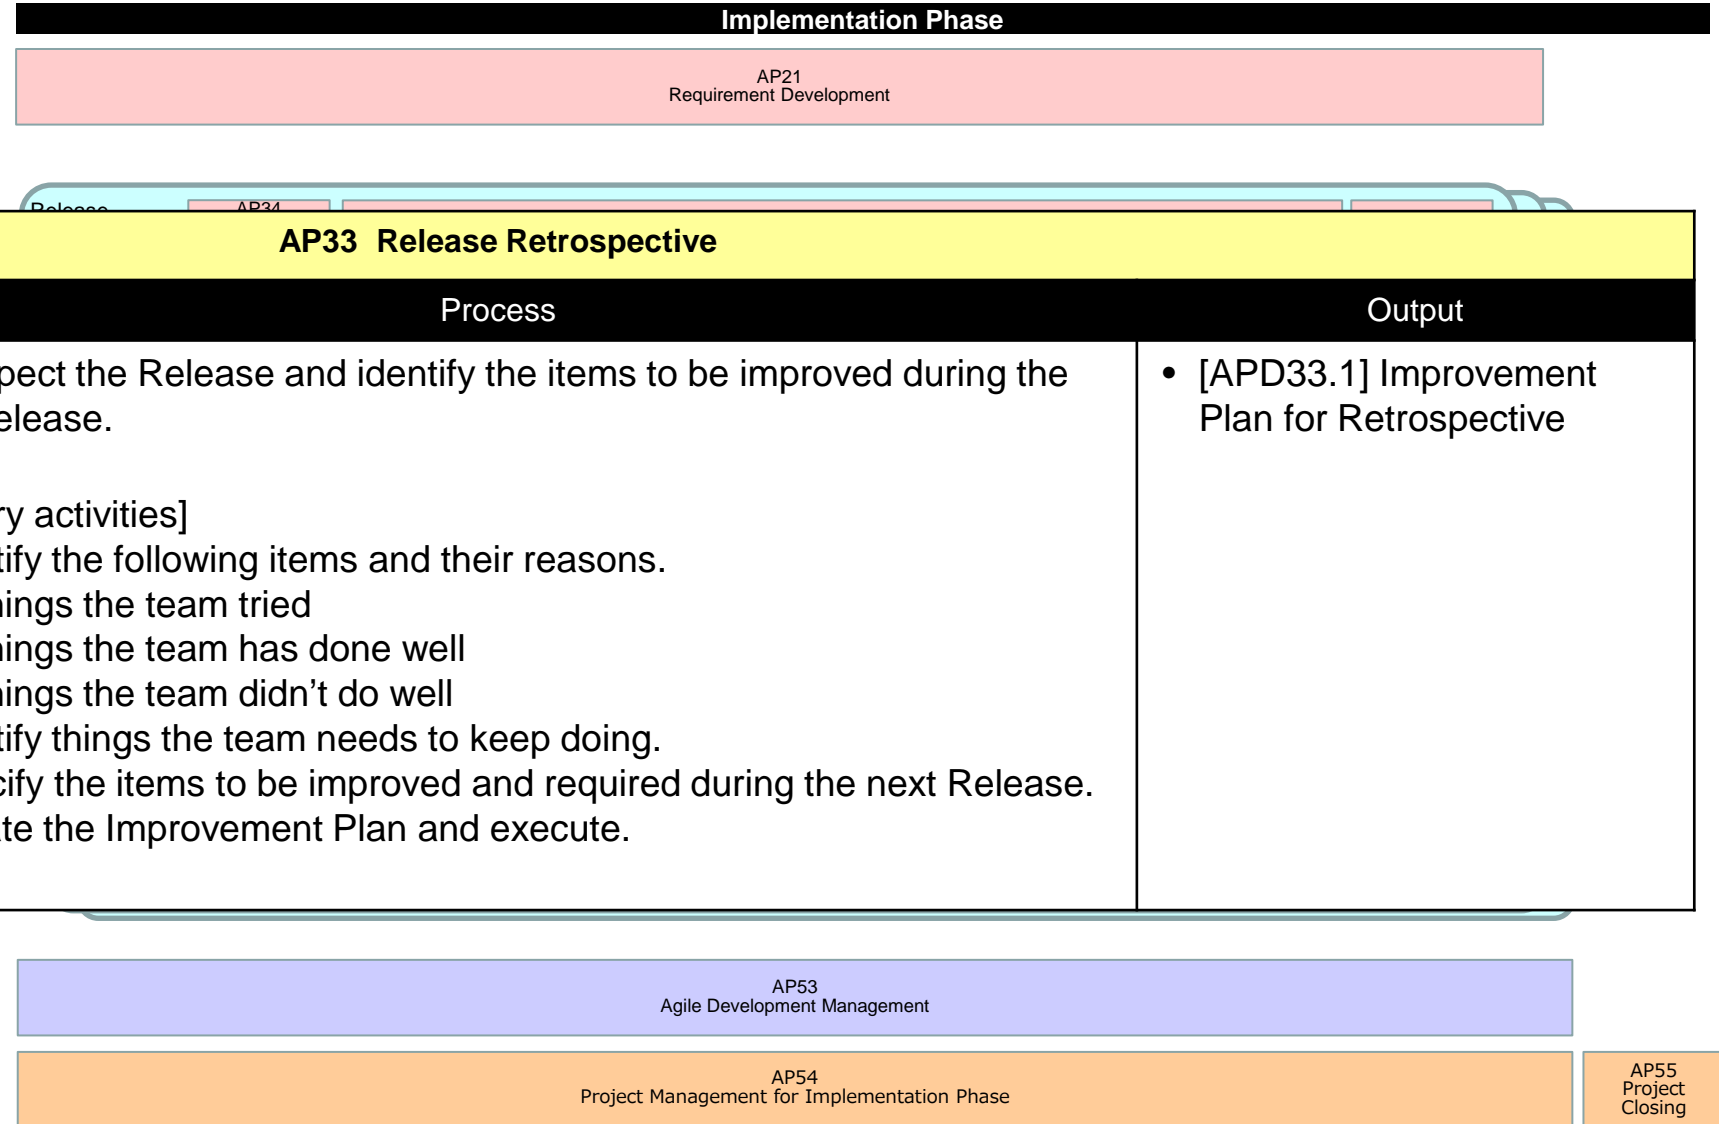 Implementation Phase
AP21
Requirement Development
Release
AP34
AP33 Release Retrospective
Process
Output
pect the Release and identify the items to be improved during the
elease.
ry activities]
tify the following items and their reasons.
ings the team tried
ings the team has done well
ings the team didn’t do well
tify things the team needs to keep doing.
cify the items to be improved and required during the next Release.
ate the Improvement Plan and execute.
• [APD33.1] Improvement
Plan for Retrospective
AP53
Agile Development Management
AP54
Project Management for Implementation Phase
AP55
Project
Closing